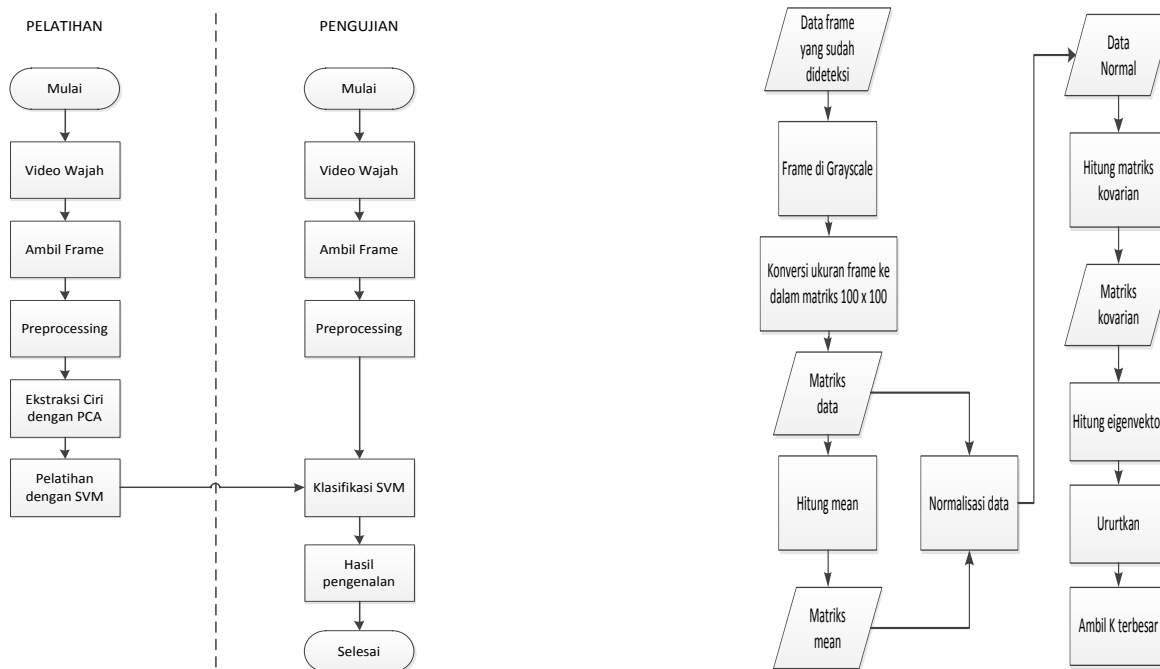 PELATIHAN
Mulai
Video Wajah
Ambil Frame
Preprocessing
Ekstraksi Ciri
dengan PCA
Pelatihan
dengan SVM
PENGUJIAN
Mulai
Video Wajah
Ambil Frame
Preprocessing
Klasifikasi SVM
Hasil
pengenalan
Selesai
Data frame
yang sudah
dideteksi
Frame di Grayscale
Konversi ukuran frame ke
dalam matriks 100 x 100
Matriks
data
Hitung mean
Matriks
mean
Normalisasi data
Data
Normal
Hitung matriks
kovarian
Matriks
kovarian
Hitung eigenvekto
Ururtkan
Ambil K terbesar